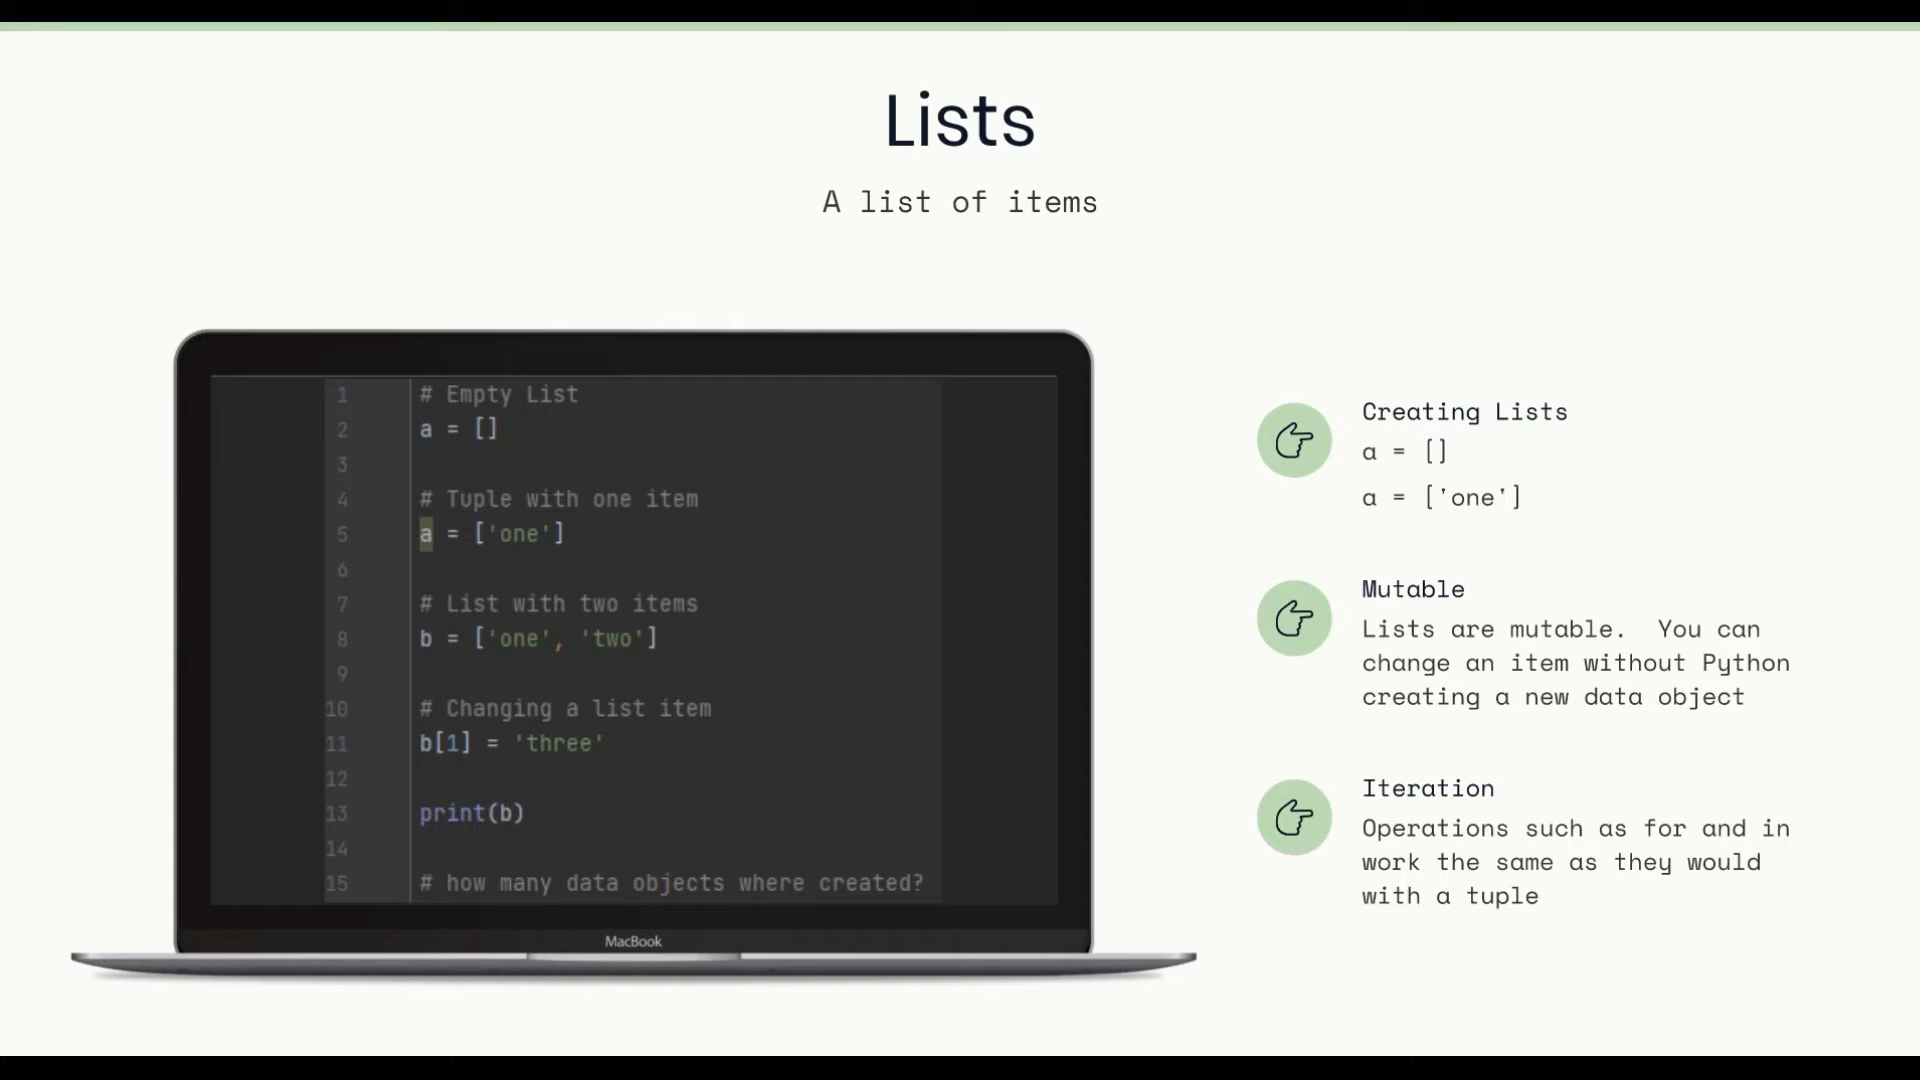 Lists
A list of items
1 # Empty List
2 a = []
3
4 # Tuple with one item
5 a = ['one']
6
7 # List with two items
8 b = ['one', 'two']
9
10 # Changing a list item
11 b[1] = 'three'
12
13 print(b)
14
15 # how many data objects where created?
MacBook
Creating Lists
a = []
a = ['one']
Mutable
Lists are mutable.  You can
change an item without Python
creating a new data object
Iteration
Operations such as for and in
work the same as they would
with a tuple